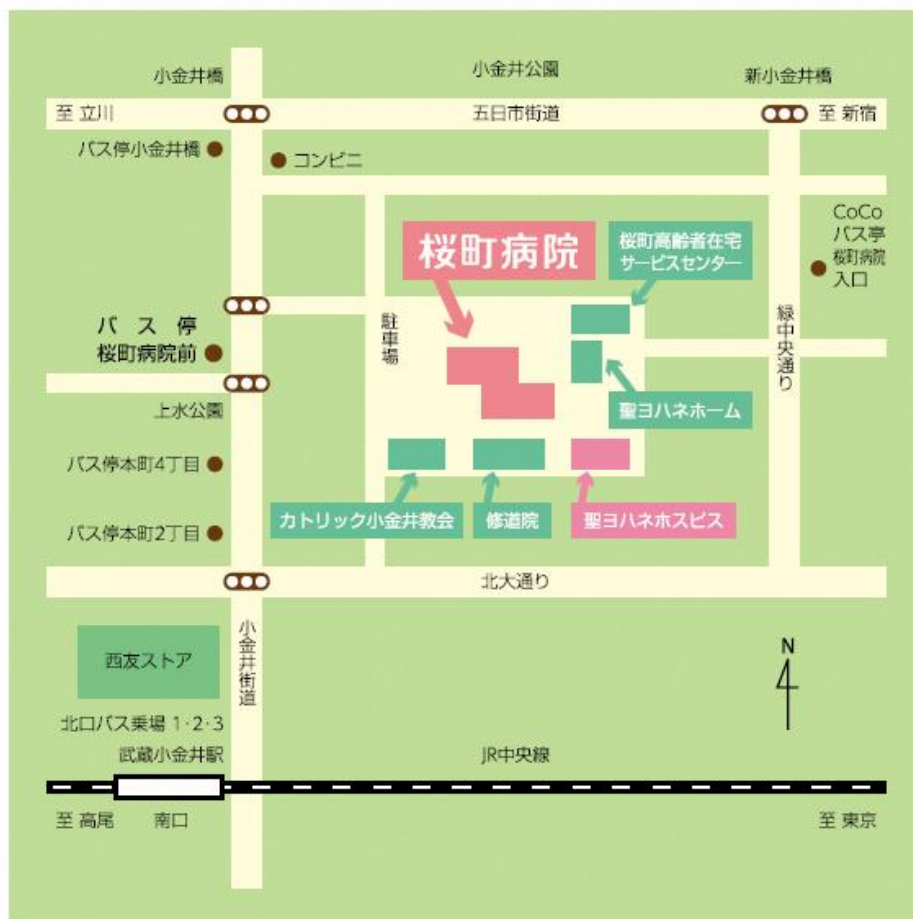 小金井橋
小金井公園
新小金井橋
至 立川
五日市街道
至 新宿
バス停小金井橋
コンビニ
桜町病院
桜町高齢者在宅
サービスセンター
CoCo
バス亭
桜町病院
入口
バス停
桜町病院前
駐車場
緑中央通り
聖ヨハネホーム
上水公園
バス停本町4丁目
カトリック小金井教会
修道院
聖ヨハネホスピス
バス停本町2丁目
北大通り
小金井街道
西友ストア
N
北口バス乗場 1・2・3
武蔵小金井駅
JR中央線
至 高尾
南口
至 東京